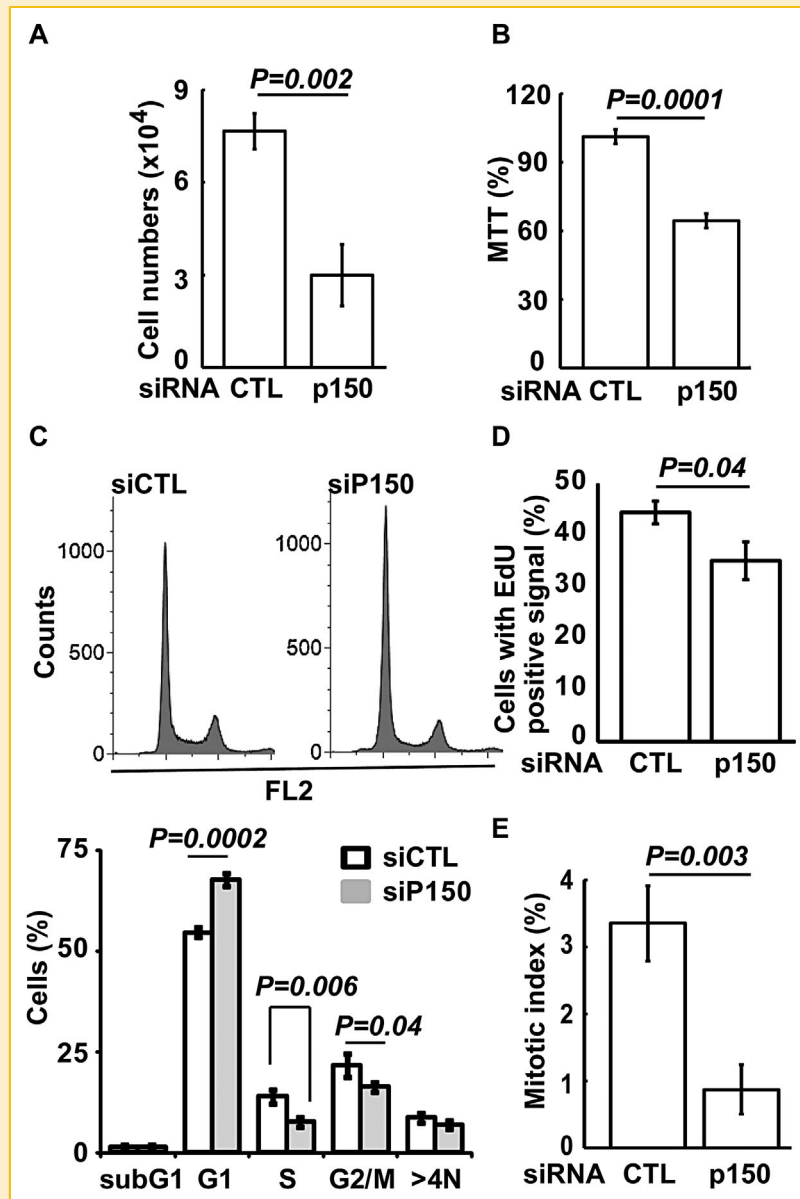 A
P=0.002
Cell numbers (x10⁴)
9
6
3
0
siRNA CTL p150
B
P=0.0001
MTT (%)
120
90
60
30
0
siRNA CTL p150
C
siCTL
siP150
Counts
1000
500
0
1000
500
0
FL2
D
P=0.04
Cells with EdU
positive signal (%)
50
40
30
20
10
0
siRNA CTL p150
P=0.0002
siCTL
siP150
P=0.006
P=0.04
Cells (%)
75
50
25
0
subG1 G1 S G2/M >4N
E
P=0.003
Mitotic index (%)
4
3
2
1
0
siRNA CTL p150